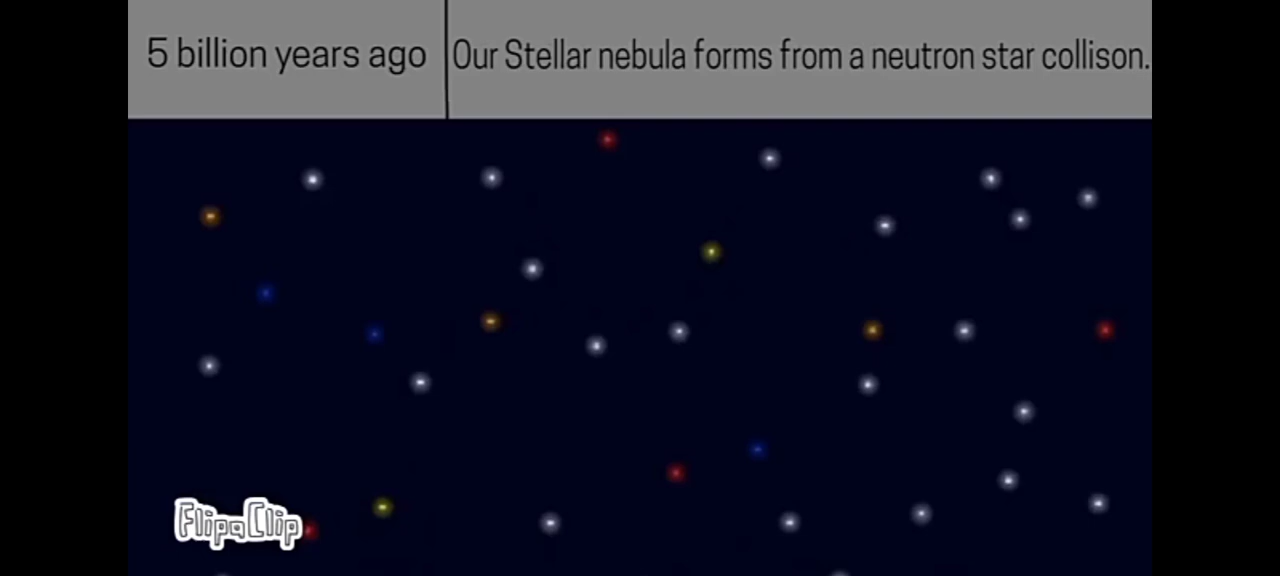 5 billion years ago
Our Stellar nebula forms from a neutron star collison.
FlipaClip